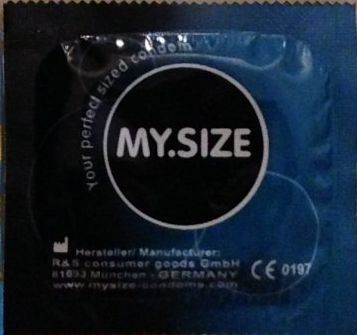 Your perfect sized condom
MY.SIZE
Hersteller/ Manufacturer:
R&S consumer goods GmbH
81693 München - GERMANY
www.mysize-condoms.com
CE 0197